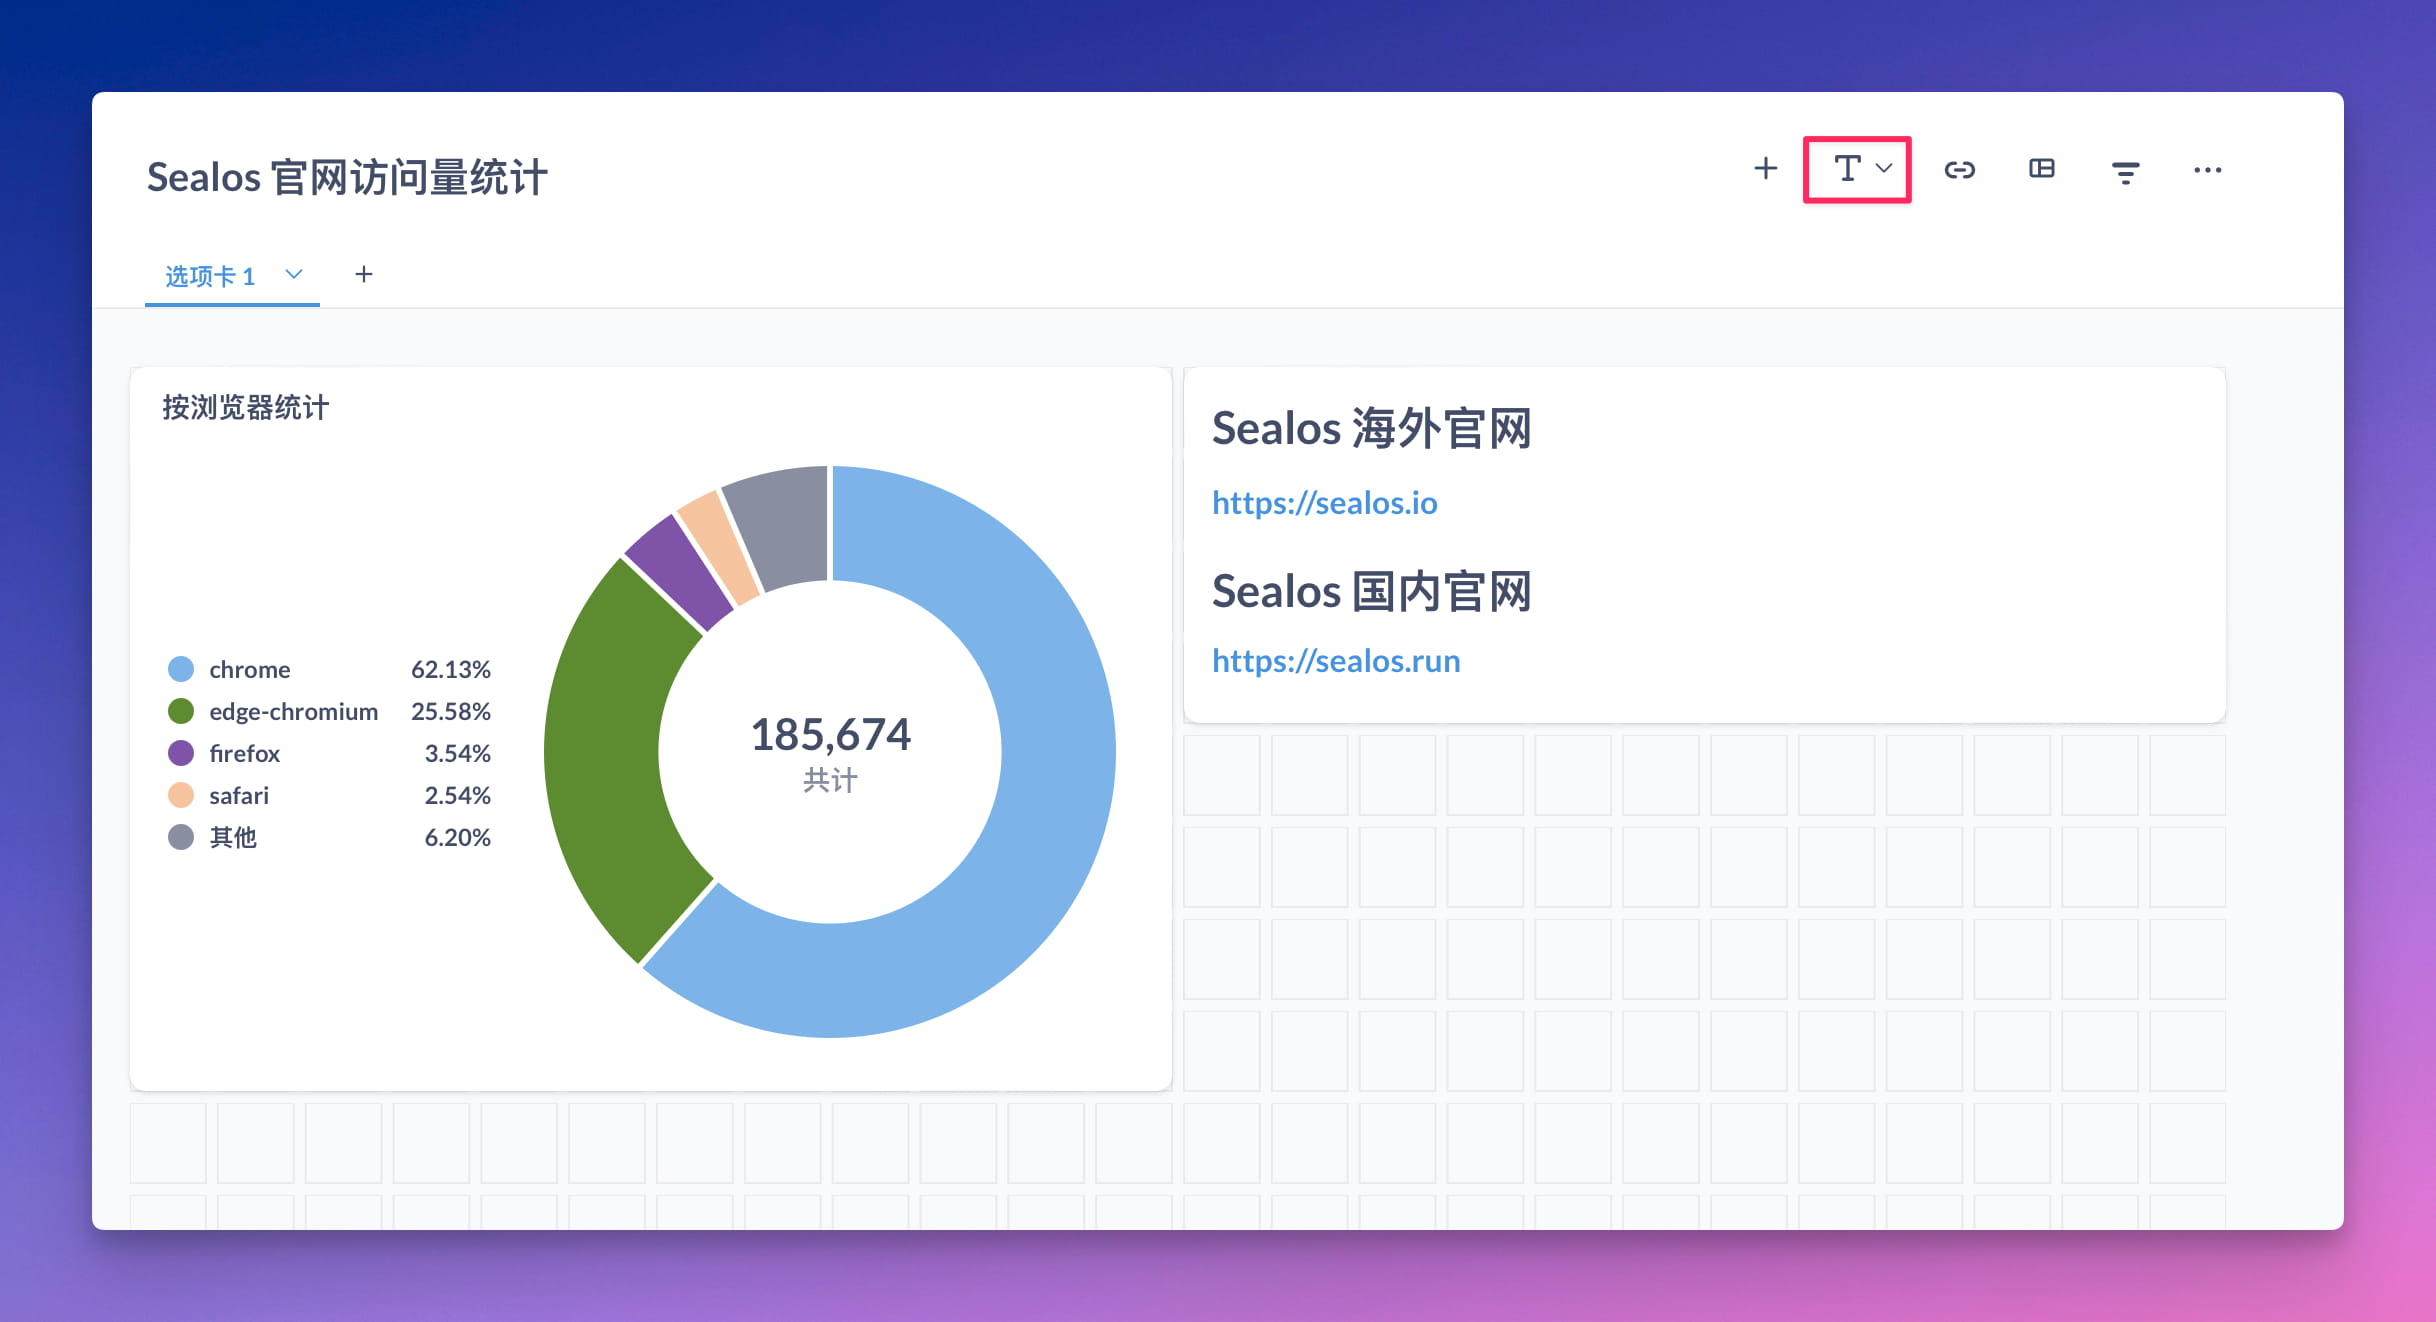 Sealos 官网访问量统计
选项卡 1
按浏览器统计
chrome 62.13%
edge-chromium 25.58%
firefox 3.54%
safari 2.54%
其他 6.20%
185,674
共计
Sealos 海外官网
https://sealos.io
Sealos 国内官网
https://sealos.run